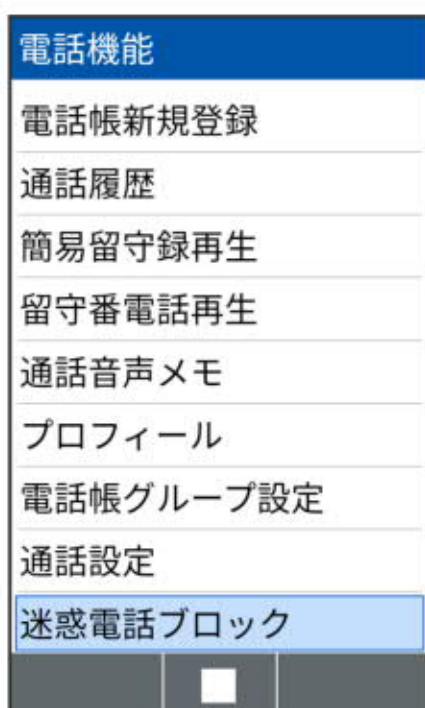 電話機能
電話帳新規登録
通話履歴
簡易留守録再生
留守番電話再生
通話音声メモ
プロフィール
電話帳グループ設定
通話設定
迷惑電話ブロック